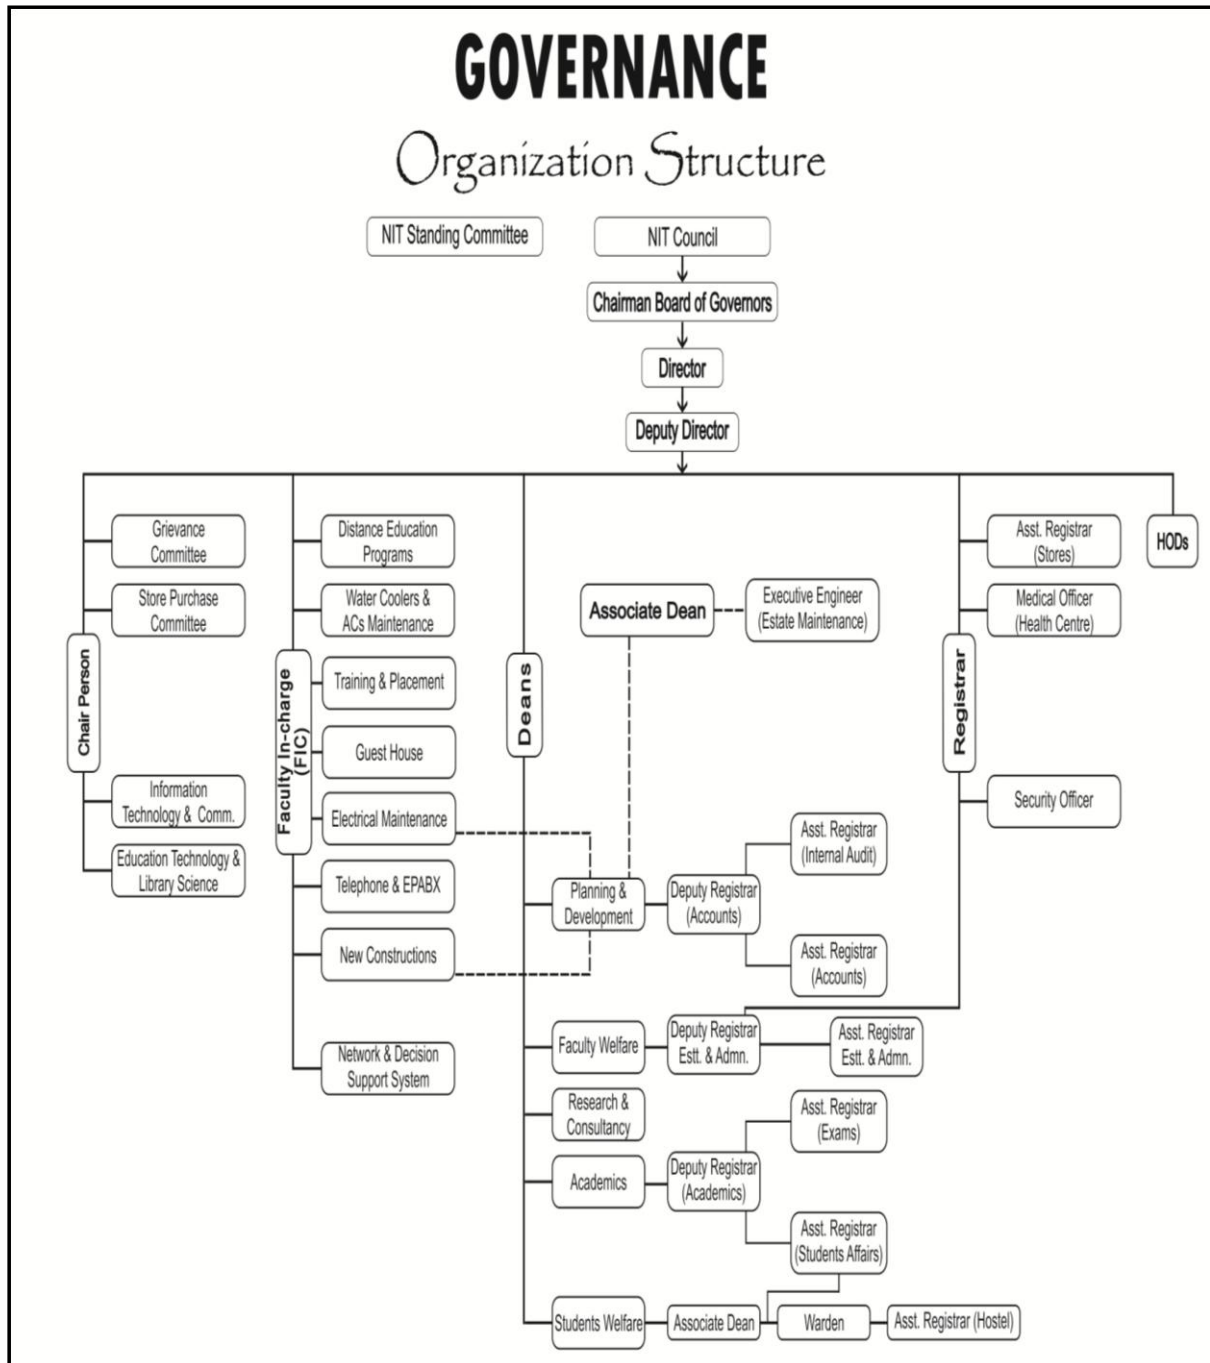 GOVERNANCE
Organization Structure
NIT Standing Committee
NIT Council
Chairman Board of Governors
Director
Deputy Director
Chair Person
Grievance
Committee
Store Purchase
Committee
Information
Technology & Comm.
Education Technology &
Library Science
Faculty In-charge
(FIC)
Distance Education
Programs
Water Coolers &
ACs Maintenance
Training & Placement
Guest House
Electrical Maintenance
Telephone & EPABX
New Constructions
Network & Decision
Support System
Deans
Associate Dean
Executive Engineer
(Estate Maintenance)
Planning &
Development
Deputy Registrar
(Accounts)
Asst. Registrar
(Internal Audit)
Asst. Registrar
(Accounts)
Faculty Welfare
Deputy Registrar
Estt. & Admn.
Asst. Registrar
Estt. & Admn.
Research &
Consultancy
Academics
Deputy Registrar
(Academics)
Asst. Registrar
(Exams)
Asst. Registrar
(Students Affairs)
Students Welfare
Associate Dean
Warden
Asst. Registrar (Hostel)
Registrar
Asst. Registrar
(Stores)
Medical Officer
(Health Centre)
Security Officer
HODs